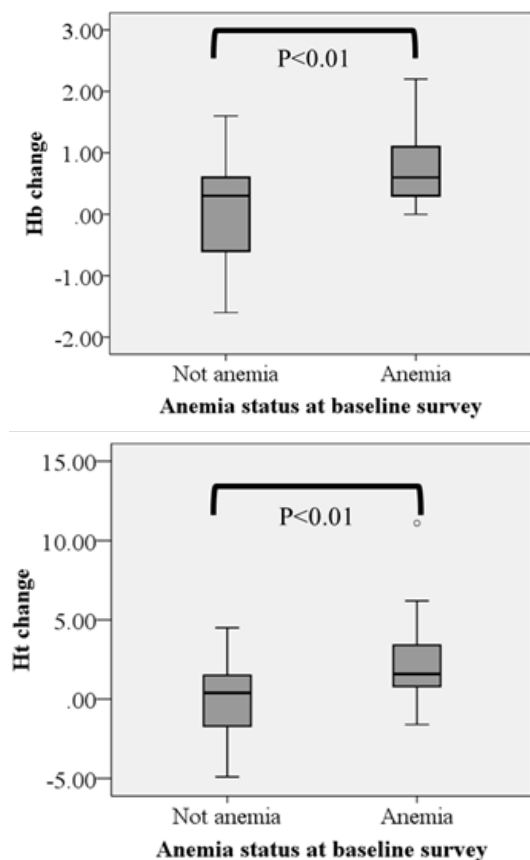 3.00
P<0.01
2.00
1.00
.00
-1.00
-2.00
Hb change
Not anemia Anemia
Anemia status at baseline survey
15.00
P<0.01
10.00
5.00
.00
-5.00
Ht change
Not anemia Anemia
Anemia status at baseline survey